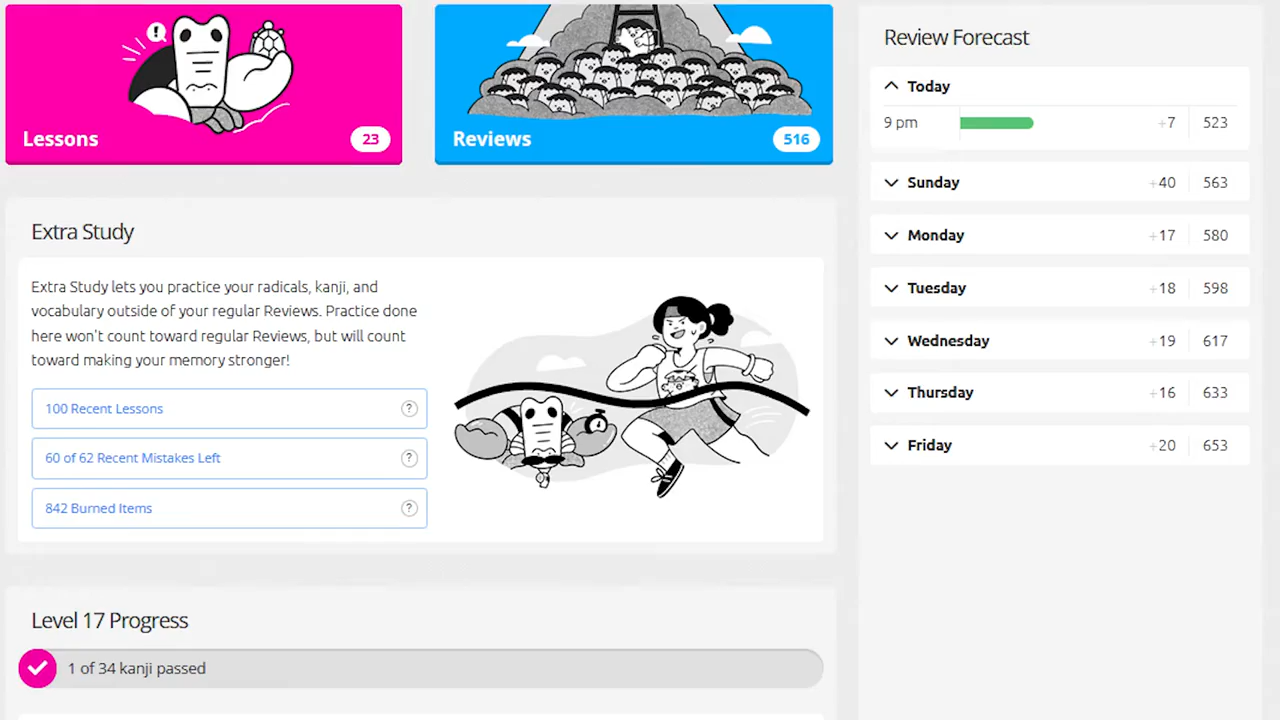 Lessons
23
Reviews
516
Extra Study
Extra Study lets you practice your radicals, kanji, and
vocabulary outside of your regular Reviews. Practice done
here won't count toward regular Reviews, but will count
toward making your memory stronger!
100 Recent Lessons ?
60 of 62 Recent Mistakes Left ?
842 Burned Items ?
Level 17 Progress
1 of 34 kanji passed
Review Forecast
Today
9 pm +7 523
Sunday +40 563
Monday +17 580
Tuesday +18 598
Wednesday +19 617
Thursday +16 633
Friday +20 653